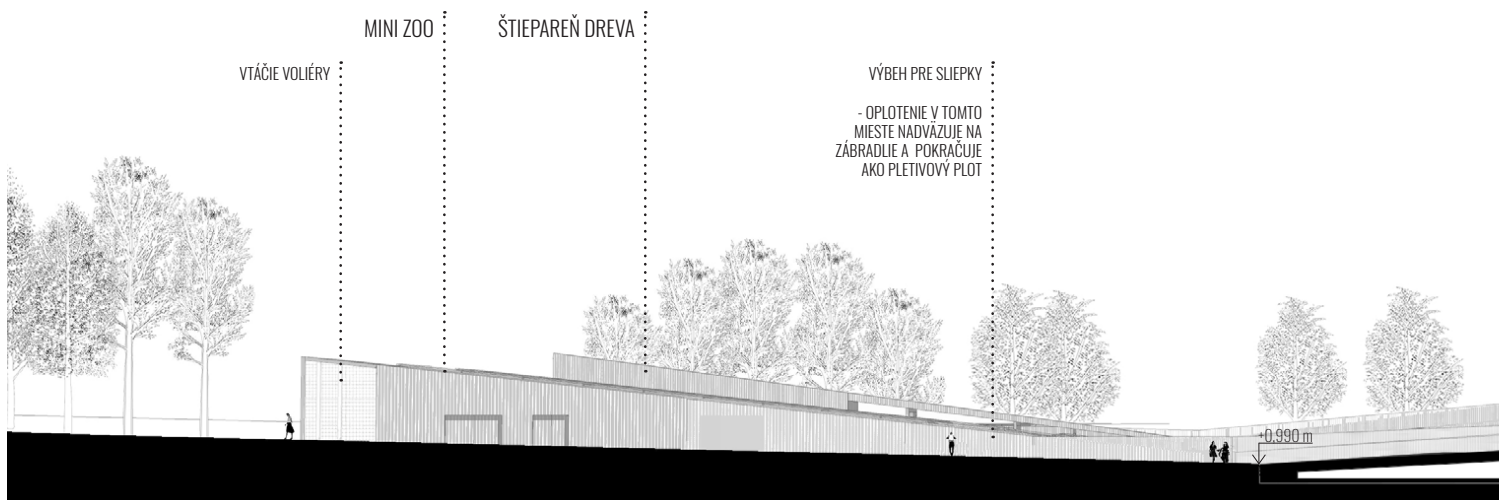 MINI ZOO
ŠTIEPAREŇ DREVA
VTÁČIE VOLIÉRY
VÝBEH PRE SLIEPKY
- OPLOTENIE V TOMTO
MIESTE NADVÄZUJE NA
ZÁBRADLIE A POKRAČUJE
AKO PLETIVOVÝ PLOT
+0,990 m